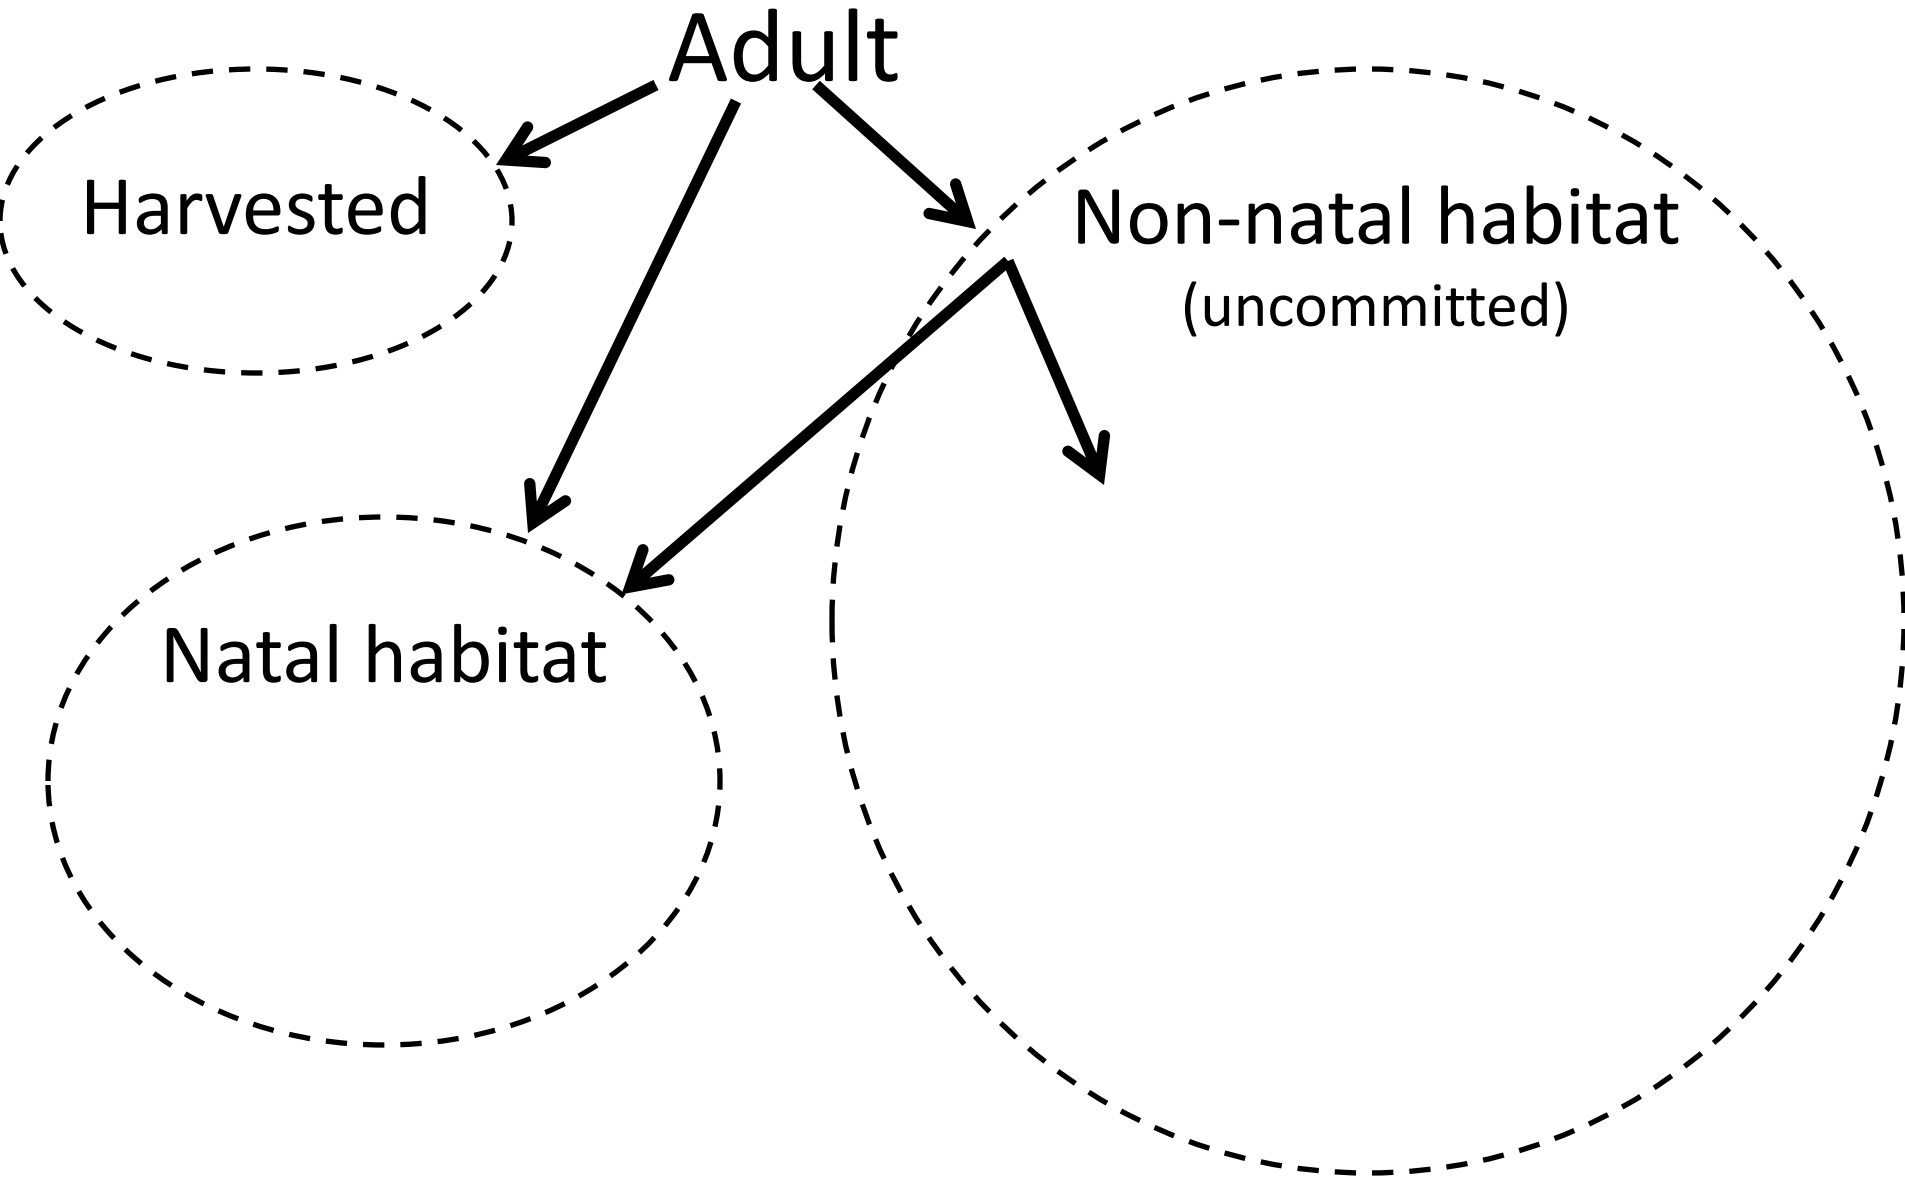 Adult
Harvested
Non-natal habitat
(uncommitted)
Natal habitat